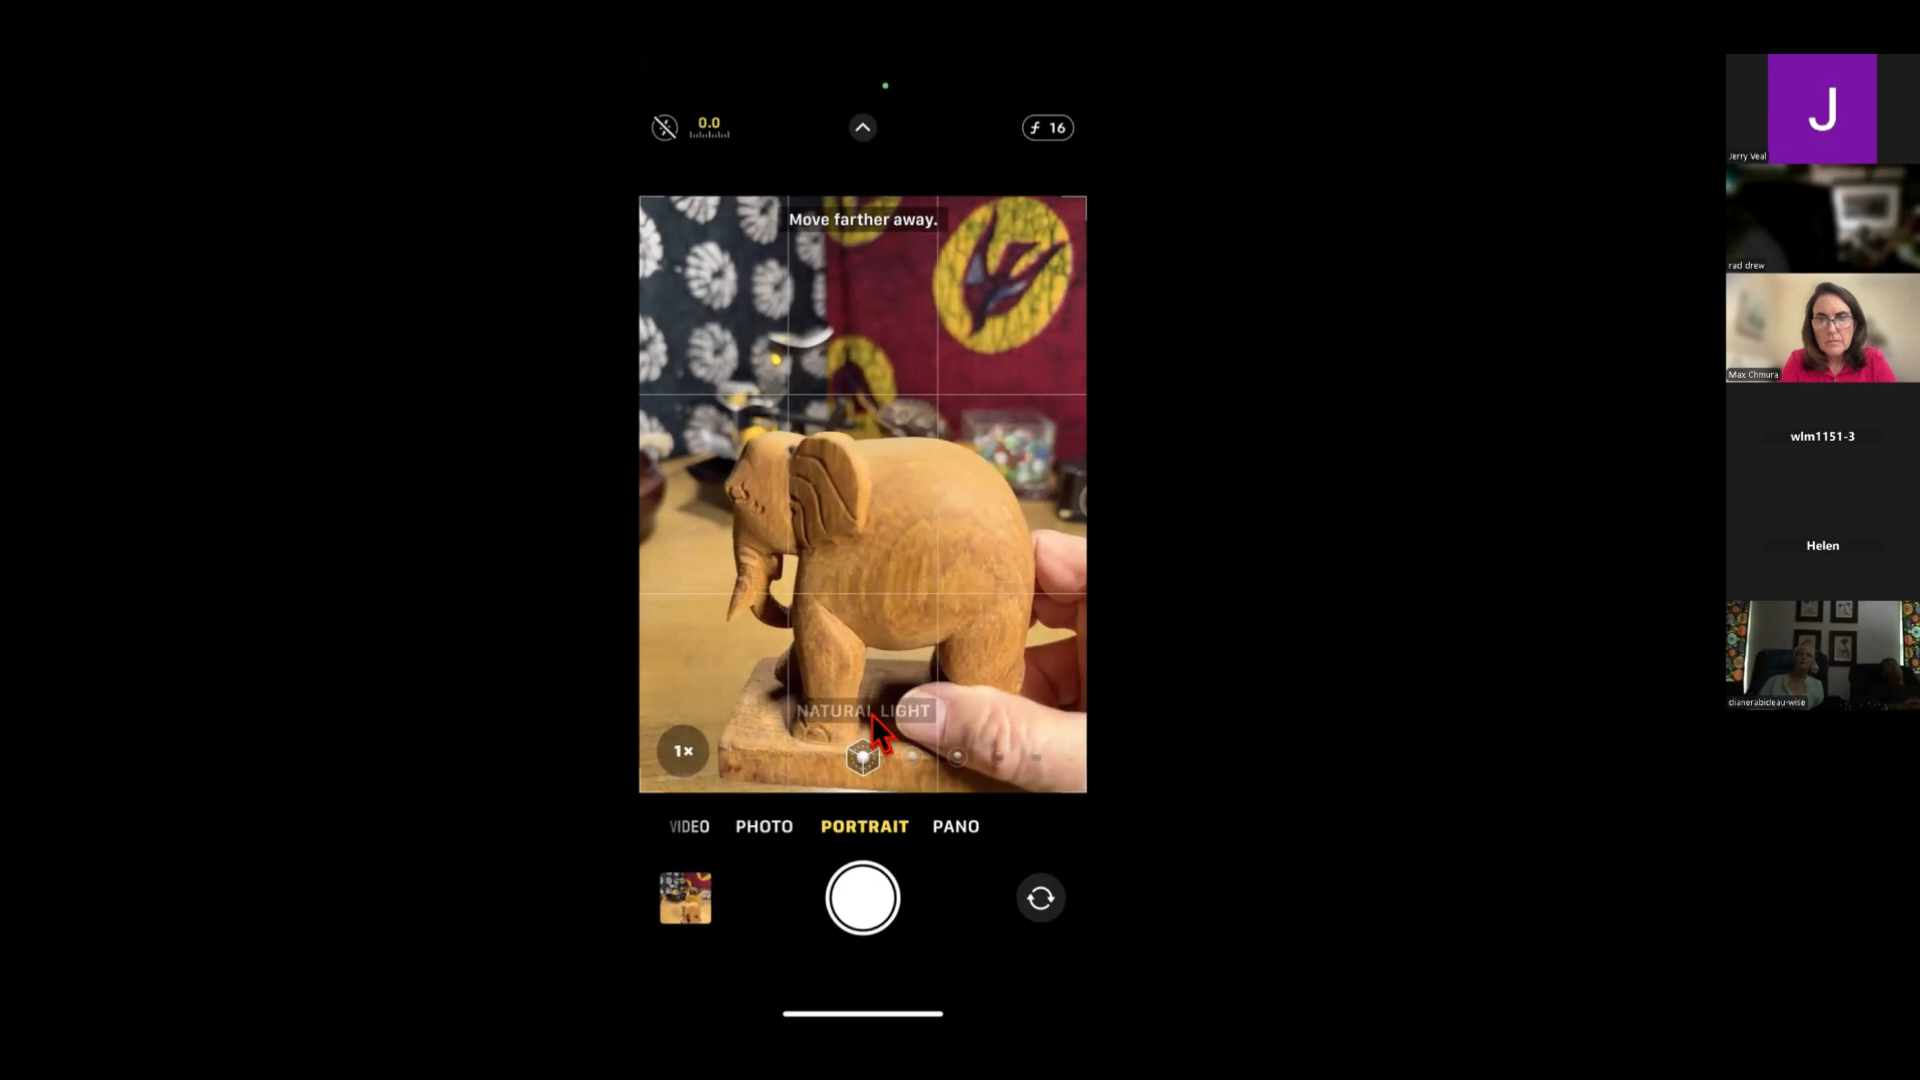 0.0
f 16
Move farther away.
NATURAL LIGHT
1×
VIDEO PHOTO PORTRAIT PANO
J
Jerry Veal
rad drew
Max Chmura
wlm1151-3
Helen
dianerabideau-wise